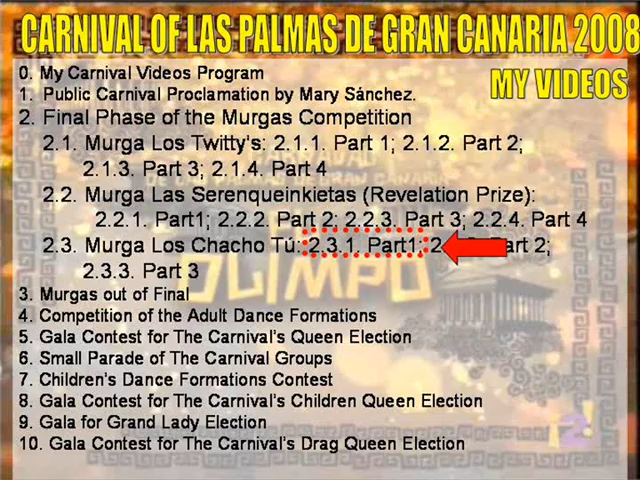 CARNIVAL OF LAS PALMAS DE GRAN CANARIA 2008
MY VIDEOS
0. My Carnival Videos Program
1. Public Carnival Proclamation by Mary Sánchez.
2. Final Phase of the Murgas Competition
2.1. Murga Los Twitty's: 2.1.1. Part 1; 2.1.2. Part 2;
2.1.3. Part 3; 2.1.4. Part 4
2.2. Murga Las Serenqueinkietas (Revelation Prize):
2.2.1. Part1; 2.2.2. Part 2; 2.2.3. Part 3; 2.2.4. Part 4
2.3. Murga Los Chacho Tú: 2.3.1. Part1; 2 art 2;
2.3.3. Part 3
OLIMPO
3. Murgas out of Final
4. Competition of the Adult Dance Formations
5. Gala Contest for The Carnival's Queen Election
6. Small Parade of The Carnival Groups
7. Children's Dance Formations Contest
8. Gala Contest for The Carnival's Children Queen Election
9. Gala for Grand Lady Election
10. Gala Contest for The Carnival's Drag Queen Election